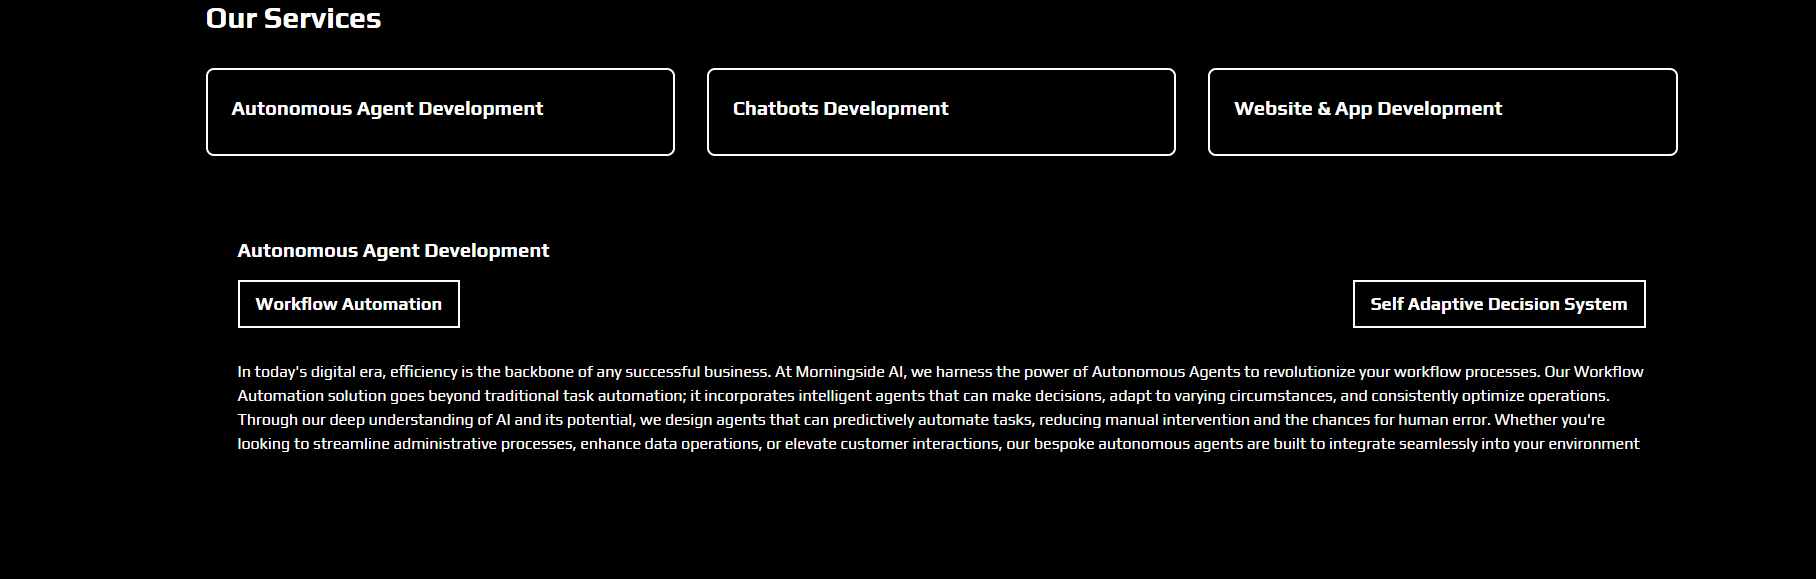 Our Services
Autonomous Agent Development
Chatbots Development
Website & App Development
Autonomous Agent Development
Workflow Automation
Self Adaptive Decision System
In today's digital era, efficiency is the backbone of any successful business. At Morningside AI, we harness the power of Autonomous Agents to revolutionize your workflow processes. Our Workflow
Automation solution goes beyond traditional task automation; it incorporates intelligent agents that can make decisions, adapt to varying circumstances, and consistently optimize operations.
Through our deep understanding of AI and its potential, we design agents that can predictively automate tasks, reducing manual intervention and the chances for human error. Whether you're
looking to streamline administrative processes, enhance data operations, or elevate customer interactions, our bespoke autonomous agents are built to integrate seamlessly into your environment